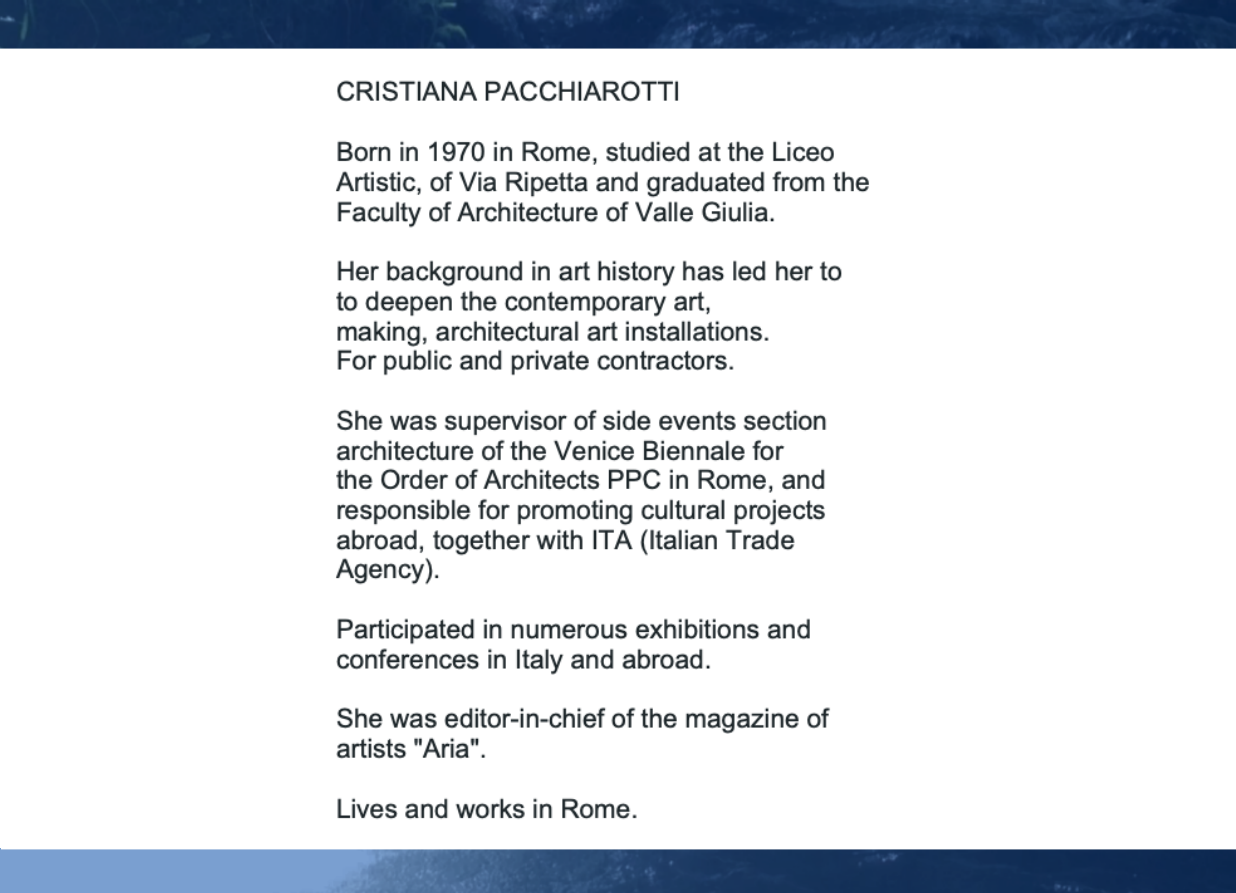 CRISTIANA PACCHIAROTTI
Born in 1970 in Rome, studied at the Liceo
Artistic, of Via Ripetta and graduated from the
Faculty of Architecture of Valle Giulia.
Her background in art history has led her to
to deepen the contemporary art,
making, architectural art installations.
For public and private contractors.
She was supervisor of side events section
architecture of the Venice Biennale for
the Order of Architects PPC in Rome, and
responsible for promoting cultural projects
abroad, together with ITA (Italian Trade
Agency).
Participated in numerous exhibitions and
conferences in Italy and abroad.
She was editor-in-chief of the magazine of
artists "Aria".
Lives and works in Rome.